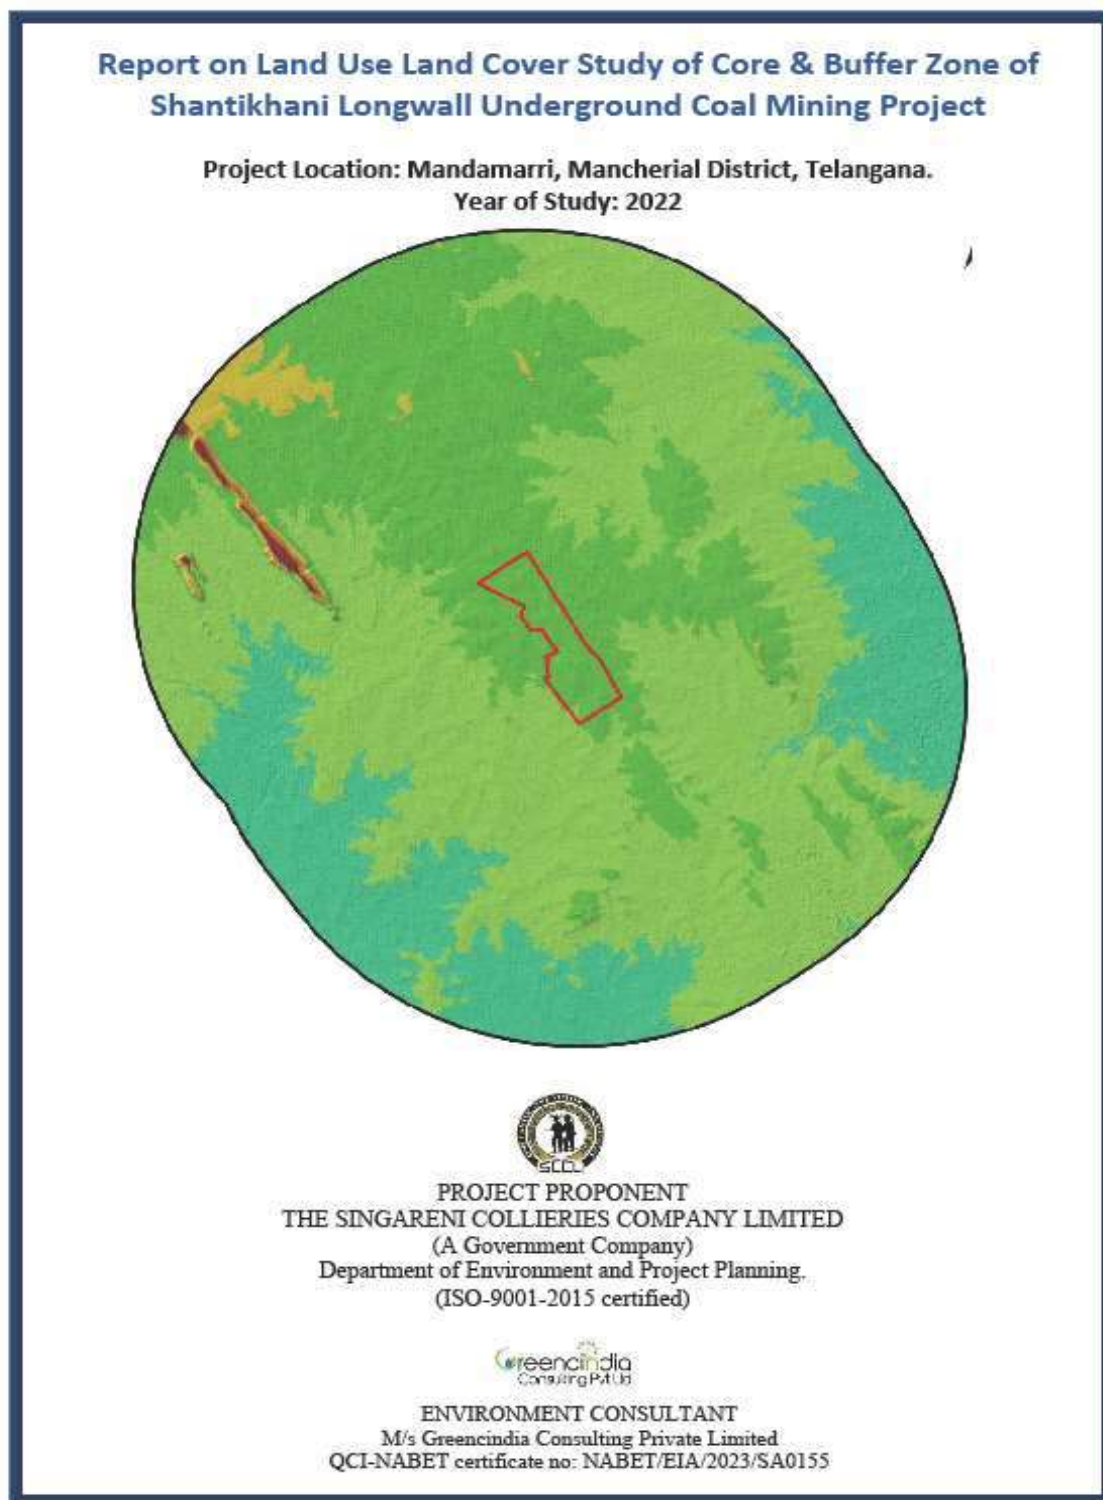 Report on Land Use Land Cover Study of Core & Buffer Zone of
Shantikhani Longwall Underground Coal Mining Project
Project Location: Mandamarri, Mancherial District, Telangana.
Year of Study: 2022
SCCL
PROJECT PROPONENT
THE SINGARENI COLLIERIES COMPANY LIMITED
(A Government Company)
Department of Environment and Project Planning.
(ISO-9001-2015 certified)
Greencindia
Consulting Pvt Ltd
ENVIRONMENT CONSULTANT
M/s Greencindia Consulting Private Limited
QCI-NABET certificate no: NABET/EIA/2023/SA0155